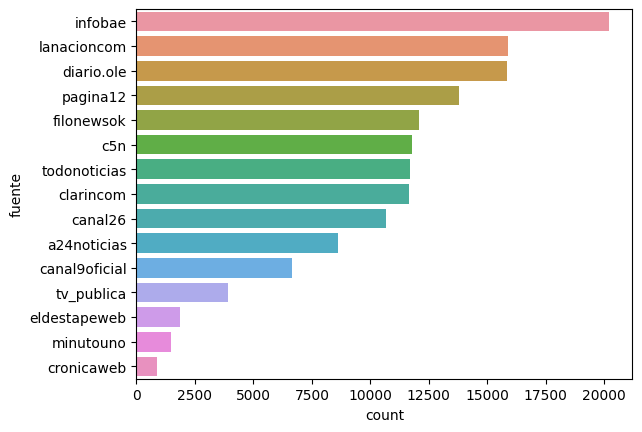 infobae
lanacioncom
diario.ole
pagina12
filonewsok
c5n
todonoticias
clarincom
canal26
a24noticias
canal9oficial
tv_publica
eldestapeweb
minutouno
cronicaweb
fuente
0 2500 5000 7500 10000 12500 15000 17500 20000
count